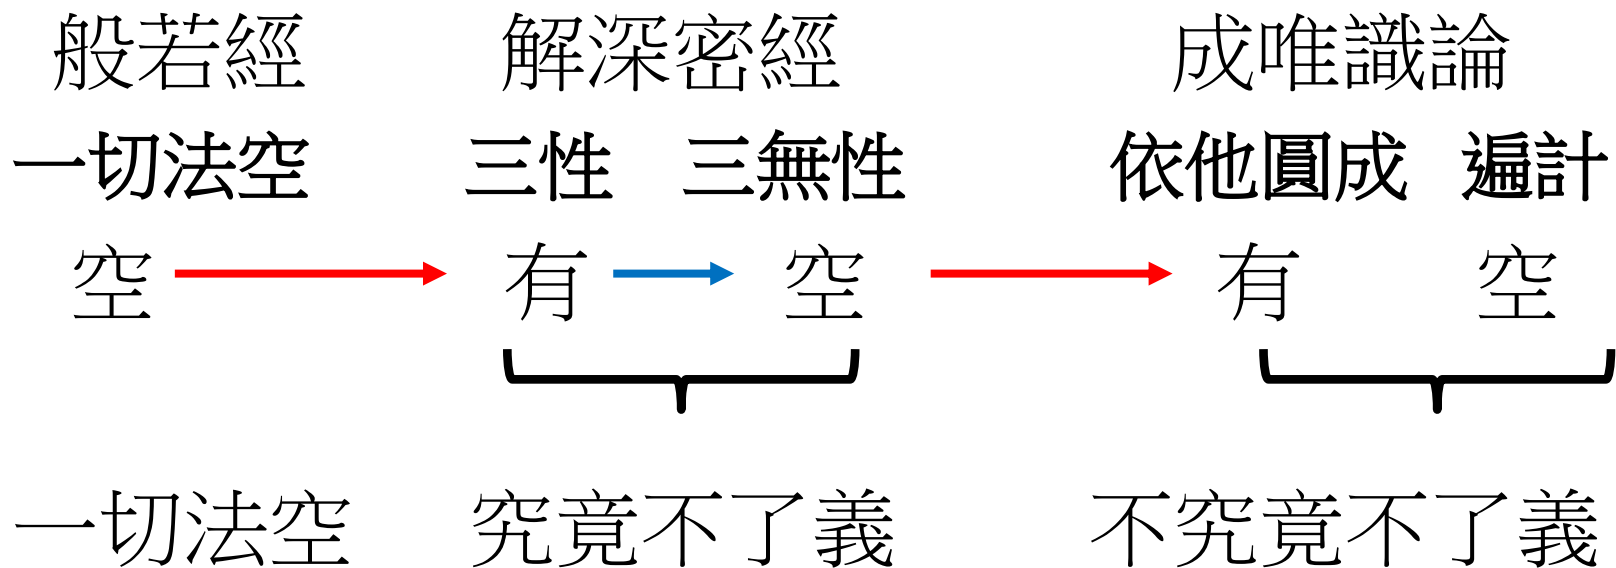 般若經 解深密經 成唯識論
一切法空 三性 三無性 依他圓成 遍計
空 有 空 有 空
一切法空 究竟不了義 不究竟不了義